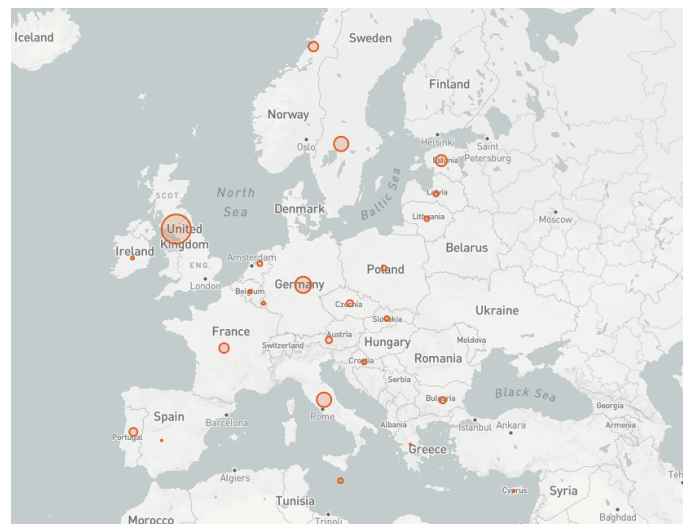 Iceland
Sweden
Finland
Norway
Oslo
Helsinki
Saint
Petersburg
Estonia
SCOT.
North
Sea
Baltic Sea
Latvia
Lithuania
Moscow
Denmark
United
Kingdom
Ireland
ENG.
London
Amsterdam
Belgium
Germany
Poland
Belarus
Czechia
Slovakia
Ukraine
France
Switzerland
Austria
Hungary
Moldova
Croatia
Romania
Serbia
Black Sea
Bulgaria
Georgia
Spain
Barcelona
Rome
Albania
Istanbul
Ankara
Armenia
Portugal
Greece
Algiers
Tunisia
Cyprus
Syria
Teh
Morocco
Tripoli
Baghdad